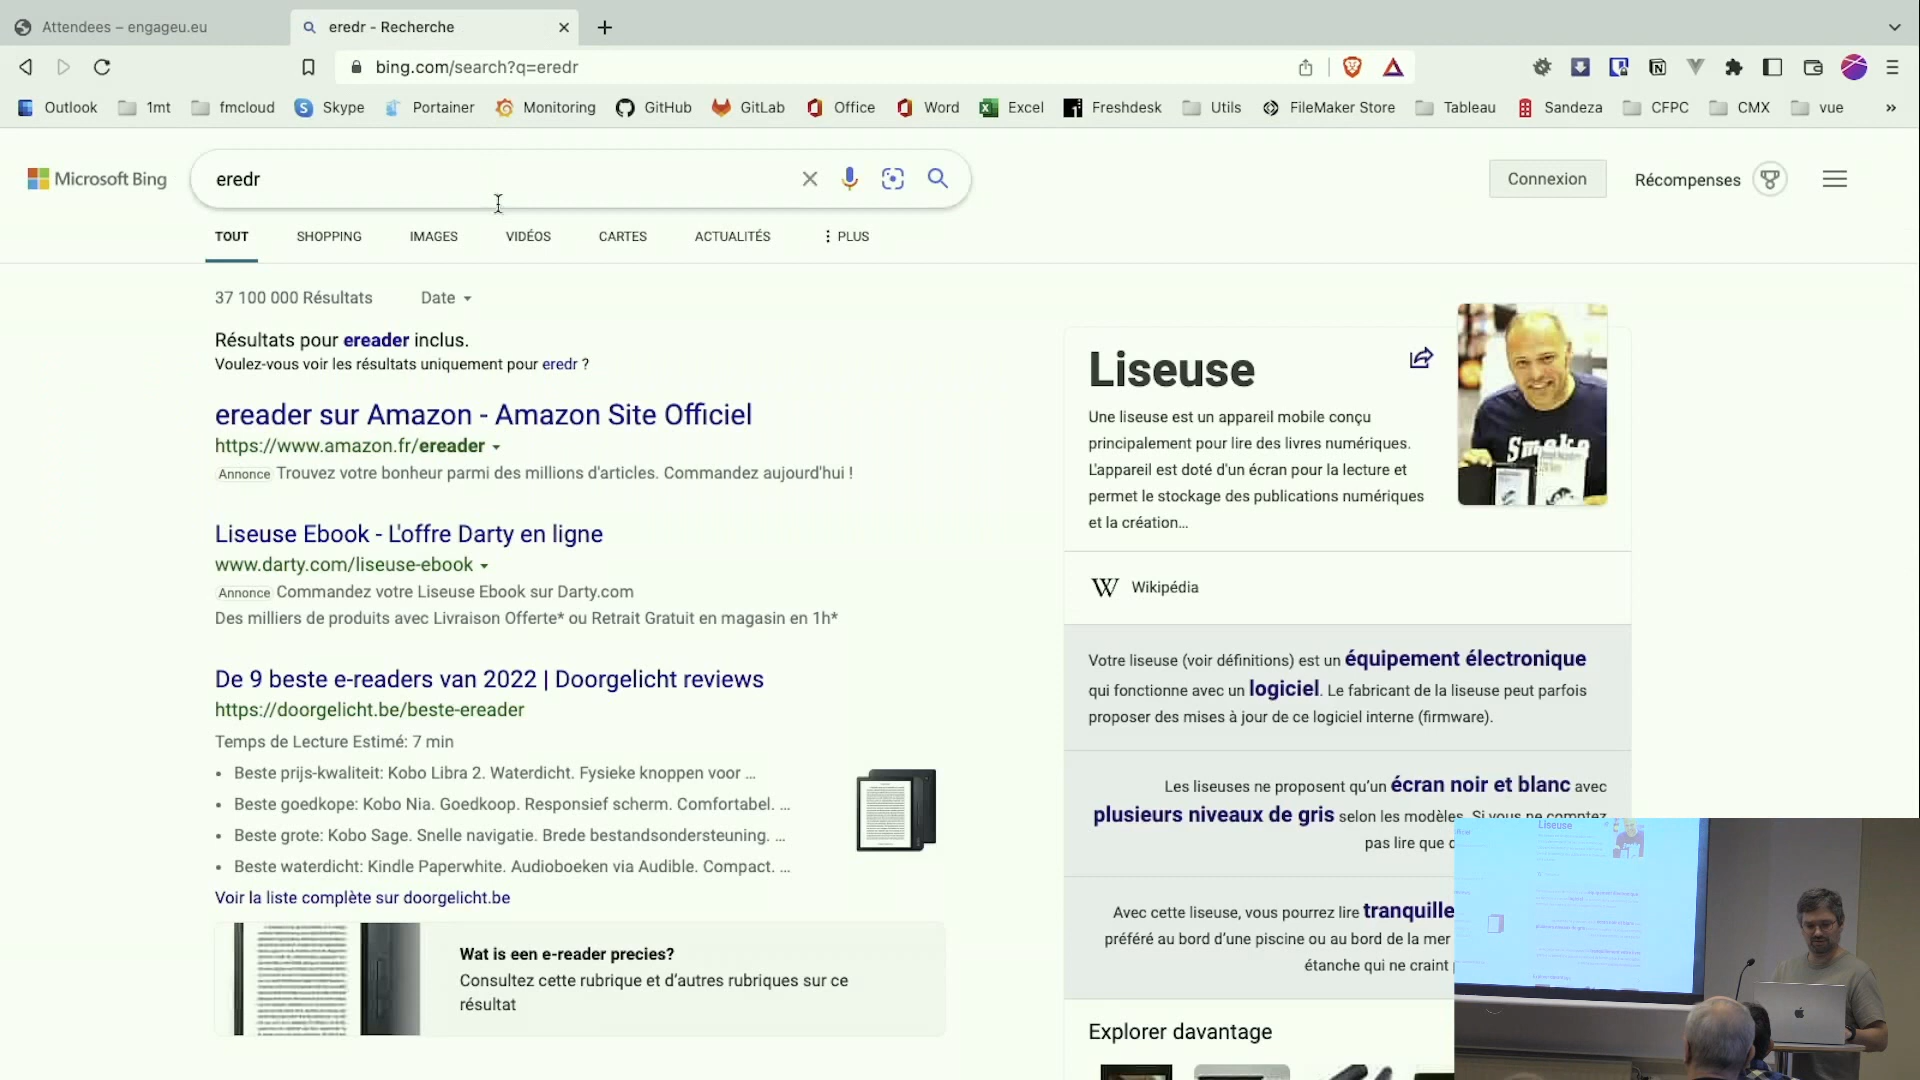 Attendees – engageu.eu
eredr - Recherche
bing.com/search?q=eredr
Outlook
1mt
fmcloud
Skype
Portainer
Monitoring
GitHub
GitLab
Office
Word
Excel
Freshdesk
Utils
FileMaker Store
Tableau
Sandeza
CFPC
CMX
vue
»
Microsoft Bing
eredr
Connexion
Récompenses
TOUT
SHOPPING
IMAGES
VIDÉOS
CARTES
ACTUALITÉS
PLUS
37 100 000 Résultats
Date
Résultats pour ereader inclus.
Voulez-vous voir les résultats uniquement pour eredr ?
ereader sur Amazon - Amazon Site Officiel
https://www.amazon.fr/ereader
Annonce Trouvez votre bonheur parmi des millions d'articles. Commandez aujourd'hui !
Liseuse Ebook - L'offre Darty en ligne
www.darty.com/liseuse-ebook
Annonce Commandez votre Liseuse Ebook sur Darty.com
Des milliers de produits avec Livraison Offerte* ou Retrait Gratuit en magasin en 1h*
De 9 beste e-readers van 2022 | Doorgelicht reviews
https://doorgelicht.be/beste-ereader
Temps de Lecture Estimé: 7 min
• Beste prijs-kwaliteit: Kobo Libra 2. Waterdicht. Fysieke knoppen voor ...
• Beste goedkope: Kobo Nia. Goedkoop. Responsief scherm. Comfortabel. ...
• Beste grote: Kobo Sage. Snelle navigatie. Brede bestandsondersteuning. ...
• Beste waterdicht: Kindle Paperwhite. Audioboeken via Audible. Compact. ...
Voir la liste complète sur doorgelicht.be
Wat is een e-reader precies?
Consultez cette rubrique et d'autres rubriques sur ce
résultat
Liseuse
Une liseuse est un appareil mobile conçu
principalement pour lire des livres numériques.
L'appareil est doté d'un écran pour la lecture et
permet le stockage des publications numériques
et la création…
Smoke
W Wikipédia
Votre liseuse (voir définitions) est un équipement électronique
qui fonctionne avec un logiciel. Le fabricant de la liseuse peut parfois
proposer des mises à jour de ce logiciel interne (firmware).
Les liseuses ne proposent qu'un écran noir et blanc avec
plusieurs niveaux de gris selon les modèles. Si vous ne comptez
pas lire que
Avec cette liseuse, vous pourrez lire tranquille
préféré au bord d'une piscine ou au bord de la mer
étanche qui ne craint
Explorer davantage
Liseuse